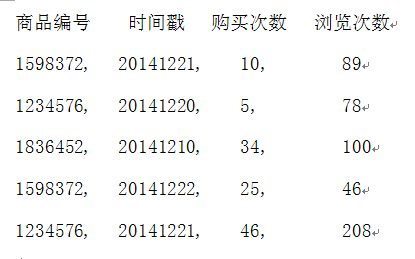 商品编号 时间戳 购买次数 浏览次数
1598372, 20141221, 10, 89
1234576, 20141220, 5, 78
1836452, 20141210, 34, 100
1598372, 20141222, 25, 46
1234576, 20141221, 46, 208